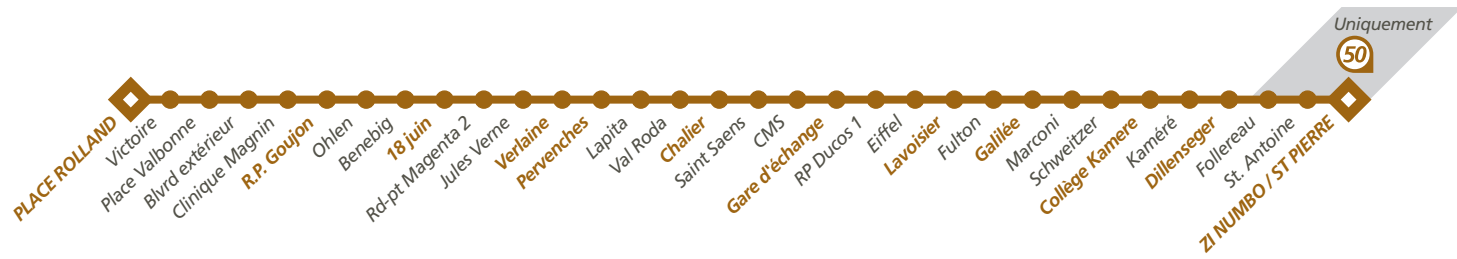 Uniquement
50
PLACE ROLLAND
Victoire
Place Valbonne
Blvrd extérieur
Clinique Magnin
R.P. Goujon
Ohlen
Benebig
18 juin
Rd-pt Magenta 2
Jules Verne
Verlaine
Pervenches
Lapita
Val Roda
Chalier
Saint Saens
CMS
Gare d'échange
RP Ducos 1
Eiffel
Lavoisier
Fulton
Galilée
Marconi
Schweitzer
Collège Kamere
Kaméré
Dillenseger
Follereau
St. Antoine
ZI NUMBO / ST PIERRE